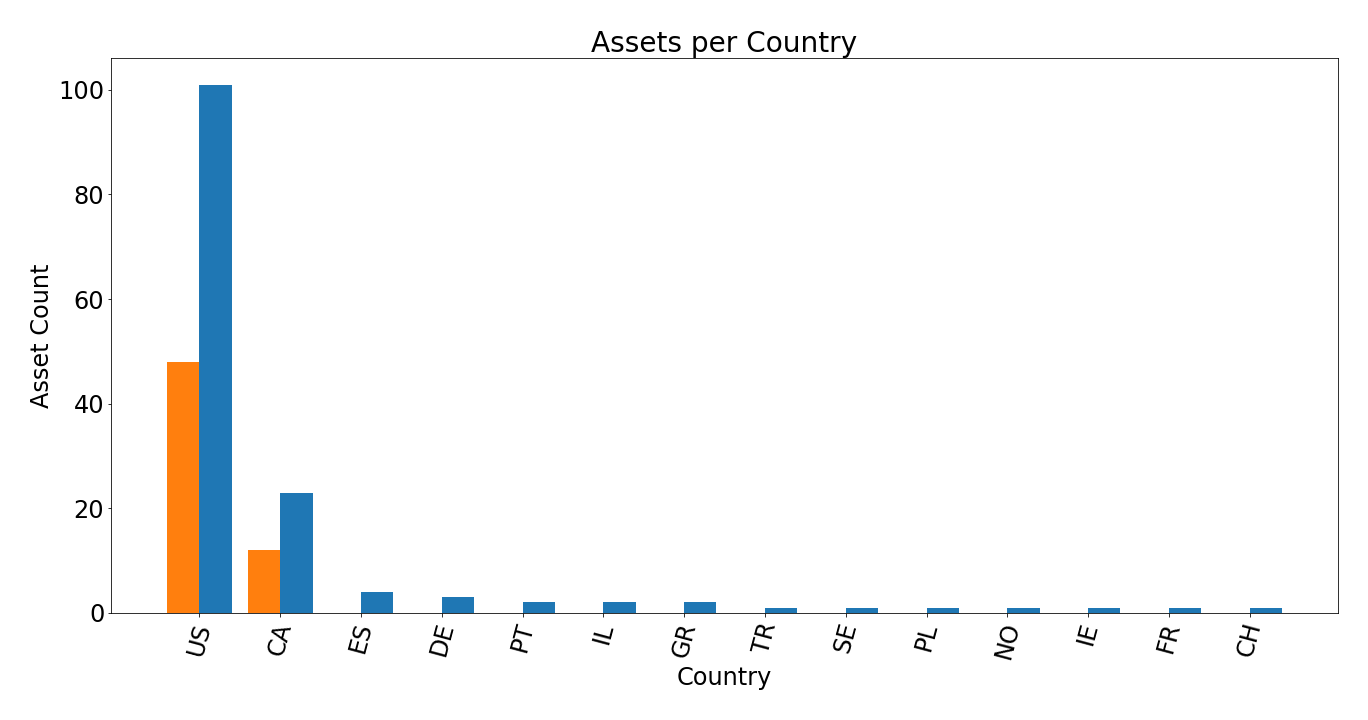 Assets per Country
100
80
60
40
20
0
Asset Count
US CA ES DE PT IL GR TR SE PL NO IE FR CH
Country